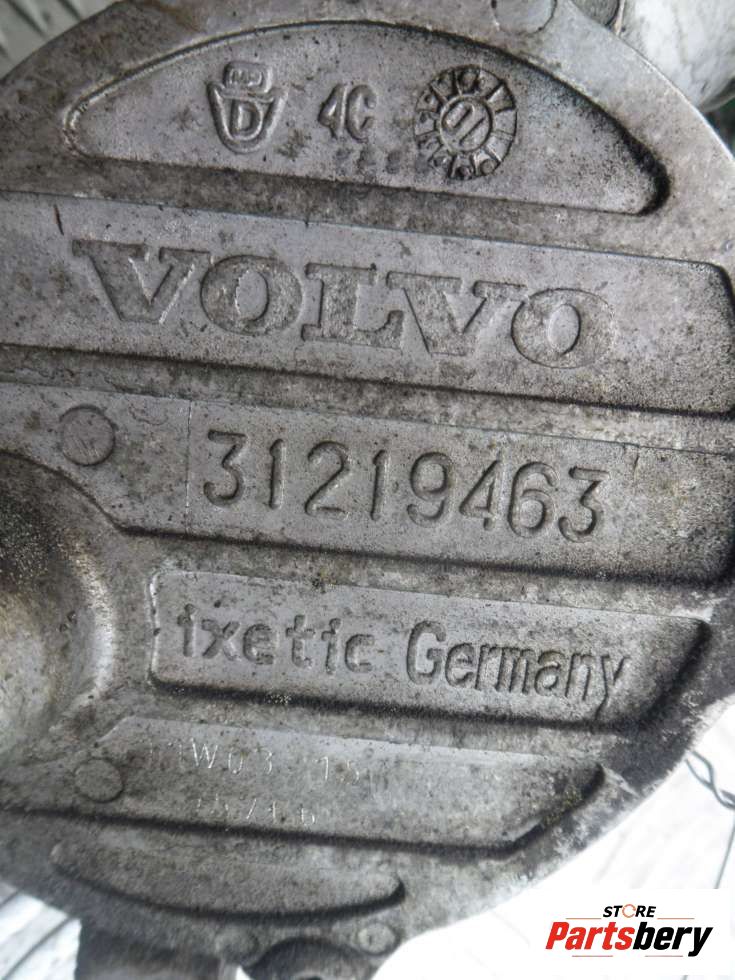 D 4C
VOLVO
31219463
ixetic Germany
STORE
Partsbery